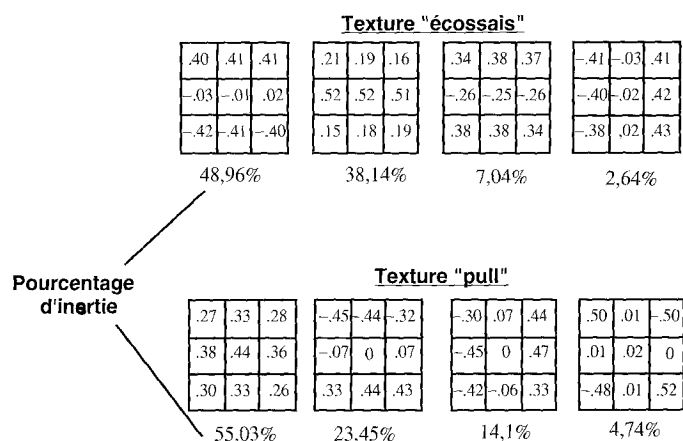 Texture "écossais"
.40 .41 .41 .21 .19 .16 .34 .38 .37 -.41 -.03 .41
-.03 -.01 .02 .52 .52 .51 -.26 -.25 -.26 -.40 -.02 .42
-.42 -.41 -.40 .15 .18 .19 .38 .38 .34 -.38 .02 .43
48,96% 38,14% 7,04% 2,64%
Pourcentage
d'inertie
Texture "pull"
.27 .33 .28 -.45 -.44 -.32 -.30 .07 .44 .50 .01 -.50
.38 .44 .36 -.07 0 .07 -.45 0 .47 .01 .02 0
.30 .33 .26 .33 .44 .43 -.42 -.06 .33 -.48 .01 .52
55,03% 23,45% 14,1% 4,74%